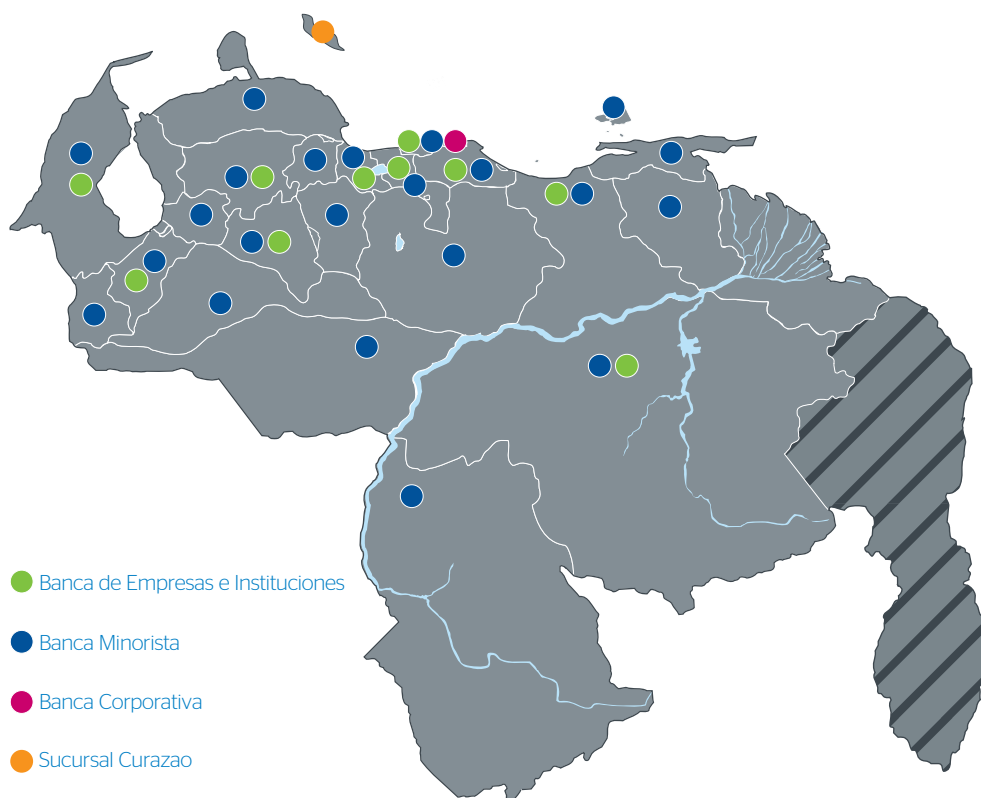 Banca de Empresas e Instituciones
Banca Minorista
Banca Corporativa
Sucursal Curazao